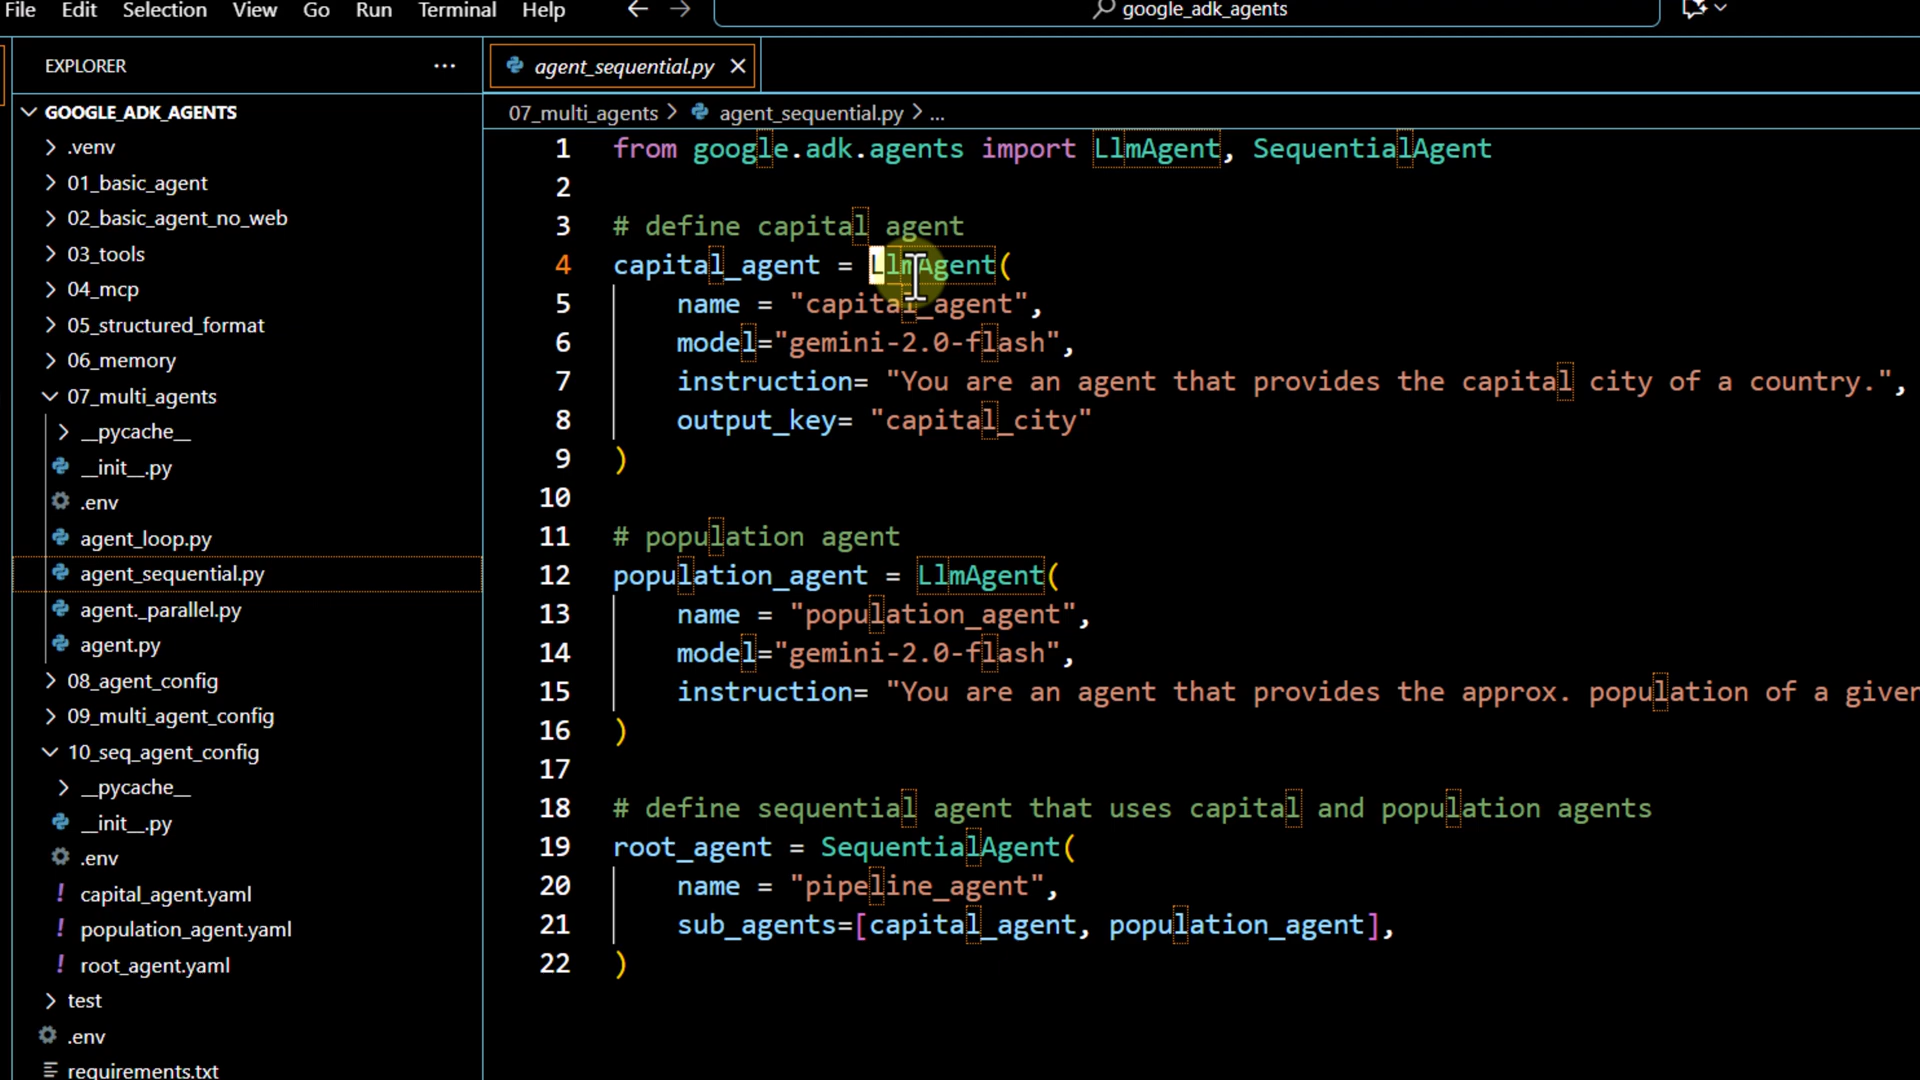 File Edit Selection View Go Run Terminal Help google_adk_agents
EXPLORER ...
GOOGLE_ADK_AGENTS
.venv
01_basic_agent
02_basic_agent_no_web
03_tools
04_mcp
05_structured_format
06_memory
07_multi_agents
__pycache__
__init__.py
.env
agent_loop.py
agent_sequential.py
agent._parallel.py
agent.py
08_agent_config
09_multi_agent_config
10_seq_agent_config
__pycache__
__init__.py
.env
capital_agent.yaml
population_agent.yaml
root_agent.yaml
test
.env
requirements.txt
agent_sequential.py
07_multi_agents > agent_sequential.py > ...
1 from google.adk.agents import LlmAgent, SequentialAgent
2
3 # define capital agent
4 capital_agent = LlmAgent(
5 name = "capital_agent",
6 model="gemini-2.0-flash",
7 instruction= "You are an agent that provides the capital city of a country.",
8 output_key= "capital_city"
9 )
10
11 # population agent
12 population_agent = LlmAgent(
13 name = "population_agent",
14 model="gemini-2.0-flash",
15 instruction= "You are an agent that provides the approx. population of a given
16 )
17
18 # define sequential agent that uses capital and population agents
19 root_agent = SequentialAgent(
20 name = "pipeline_agent",
21 sub_agents=[capital_agent, population_agent],
22 )